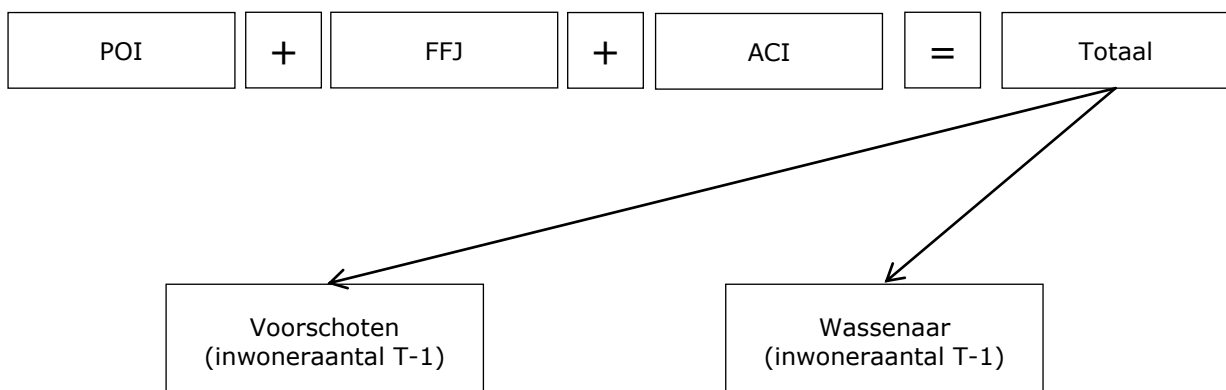 POI + FFJ + ACI = Totaal
Voorschoten
(inwoneraantal T-1)
Wassenaar
(inwoneraantal T-1)